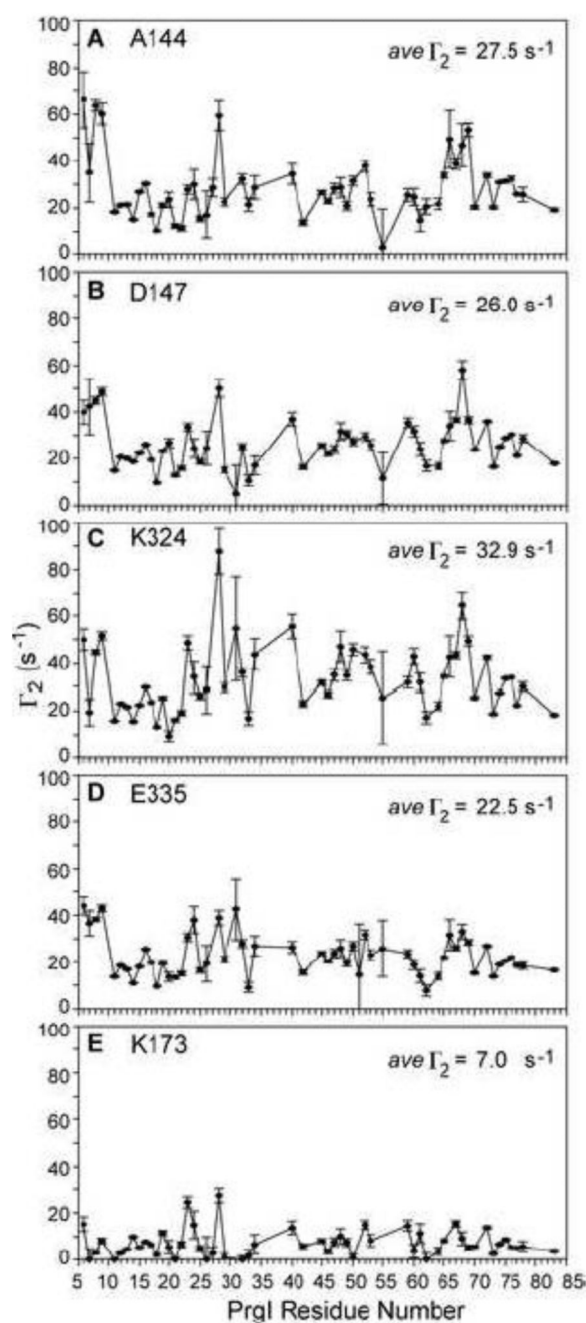 100
80
60
40
20
0
A A144
ave Γ₂ = 27.5 s⁻¹
100
80
60
40
20
0
B D147
ave Γ₂ = 26.0 s⁻¹
100
80
60
40
20
0
C K324
ave Γ₂ = 32.9 s⁻¹
Γ₂ (s⁻¹)
100
80
60
40
20
0
D E335
ave Γ₂ = 22.5 s⁻¹
100
80
60
40
20
0
E K173
ave Γ₂ = 7.0 s⁻¹
5 10 15 20 25 30 35 40 45 50 55 60 65 70 75 80 85
PrgI Residue Number